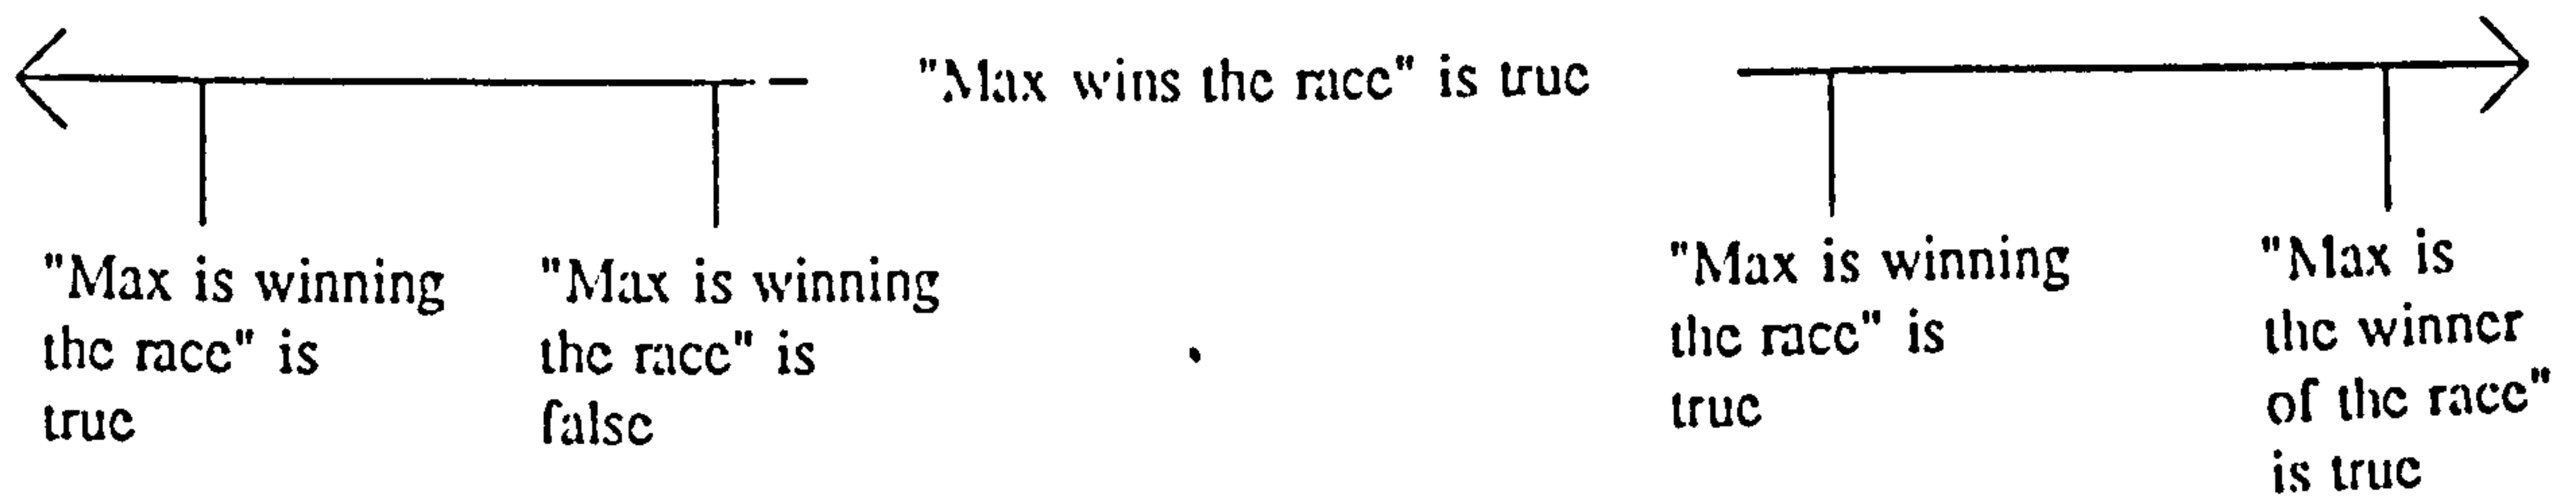 "Max wins the race" is true
"Max is winning
the race" is
true
"Max is winning
the race" is
false
"Max is winning
the race" is
true
"Max is
the winner
of the race"
is true